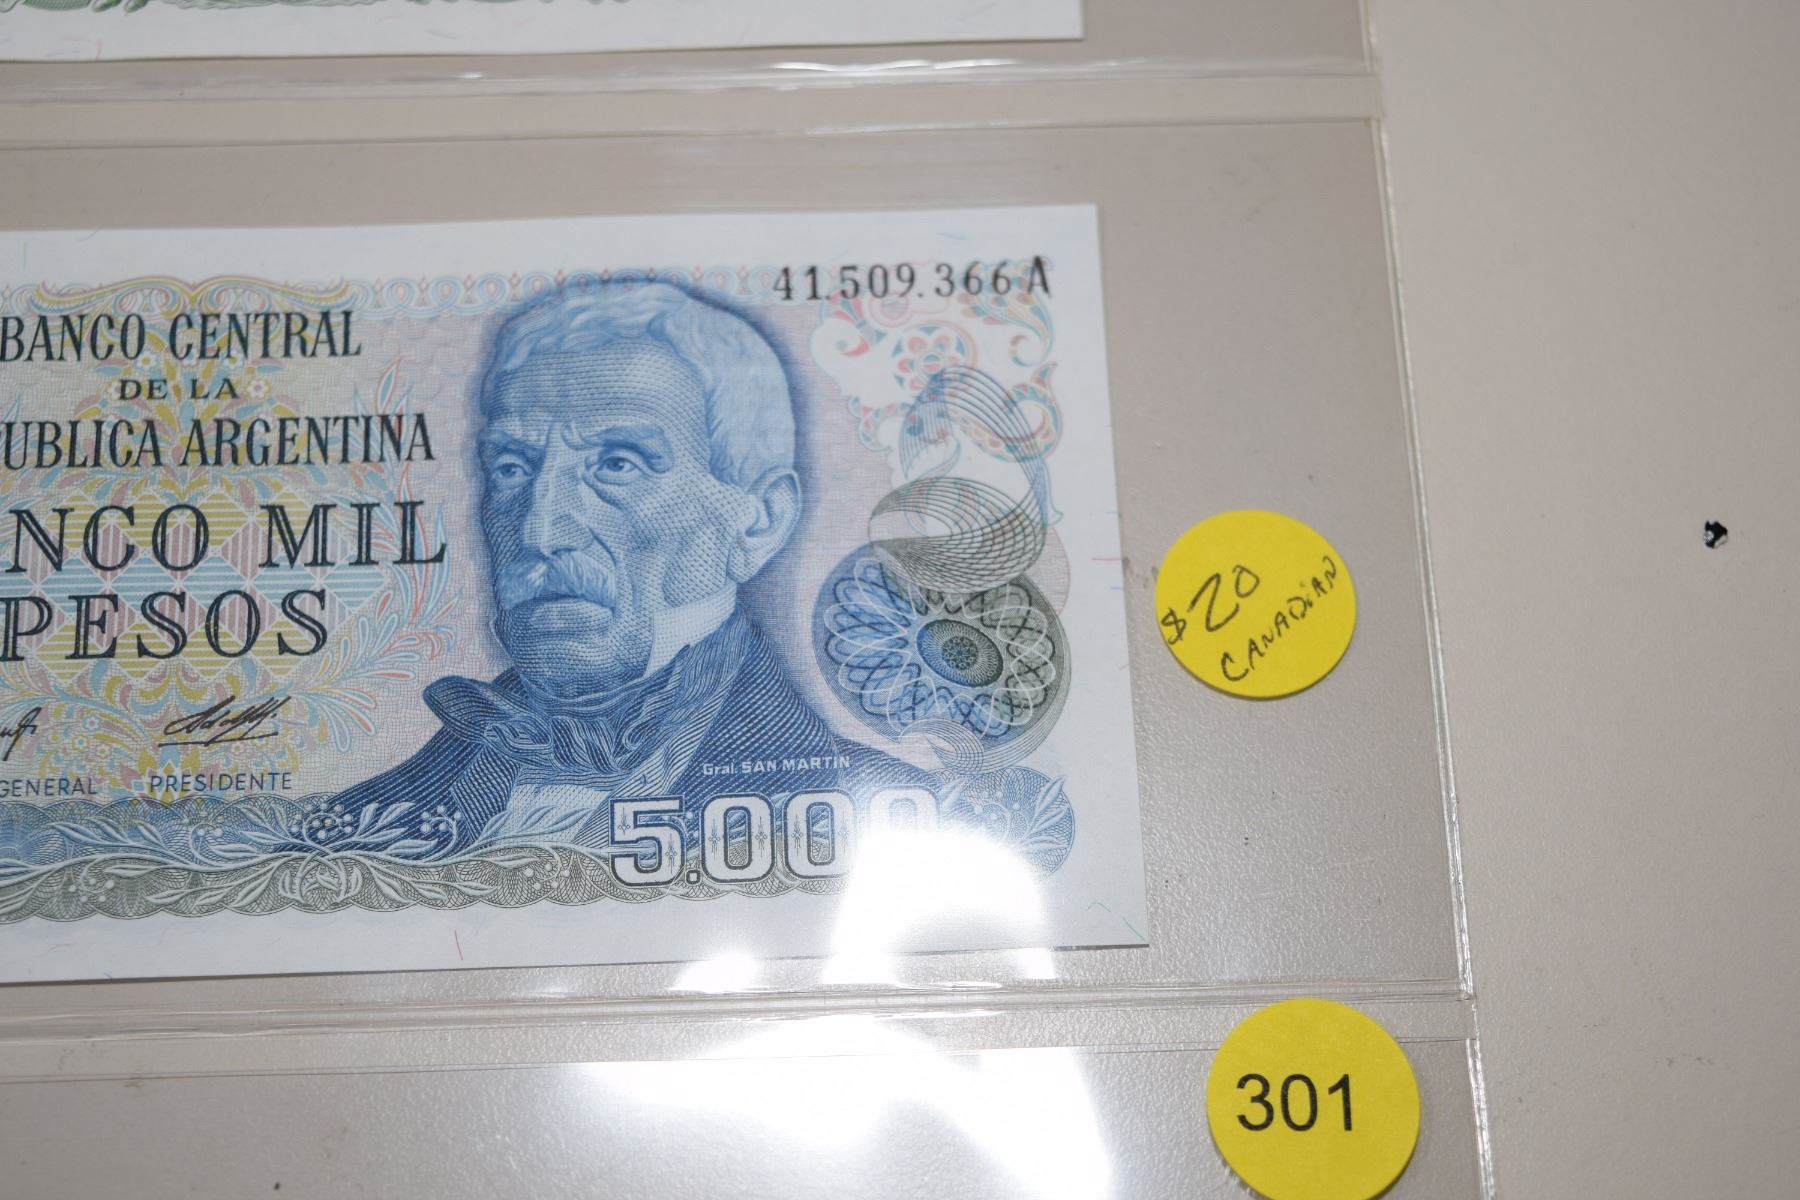 41.509.366 A
BANCO CENTRAL
DE LA
PUBLICA ARGENTINA
NCO MIL
PESOS
GENERAL PRESIDENTE
Gral. SAN MARTIN
5.000
$20
CANADIAN
301